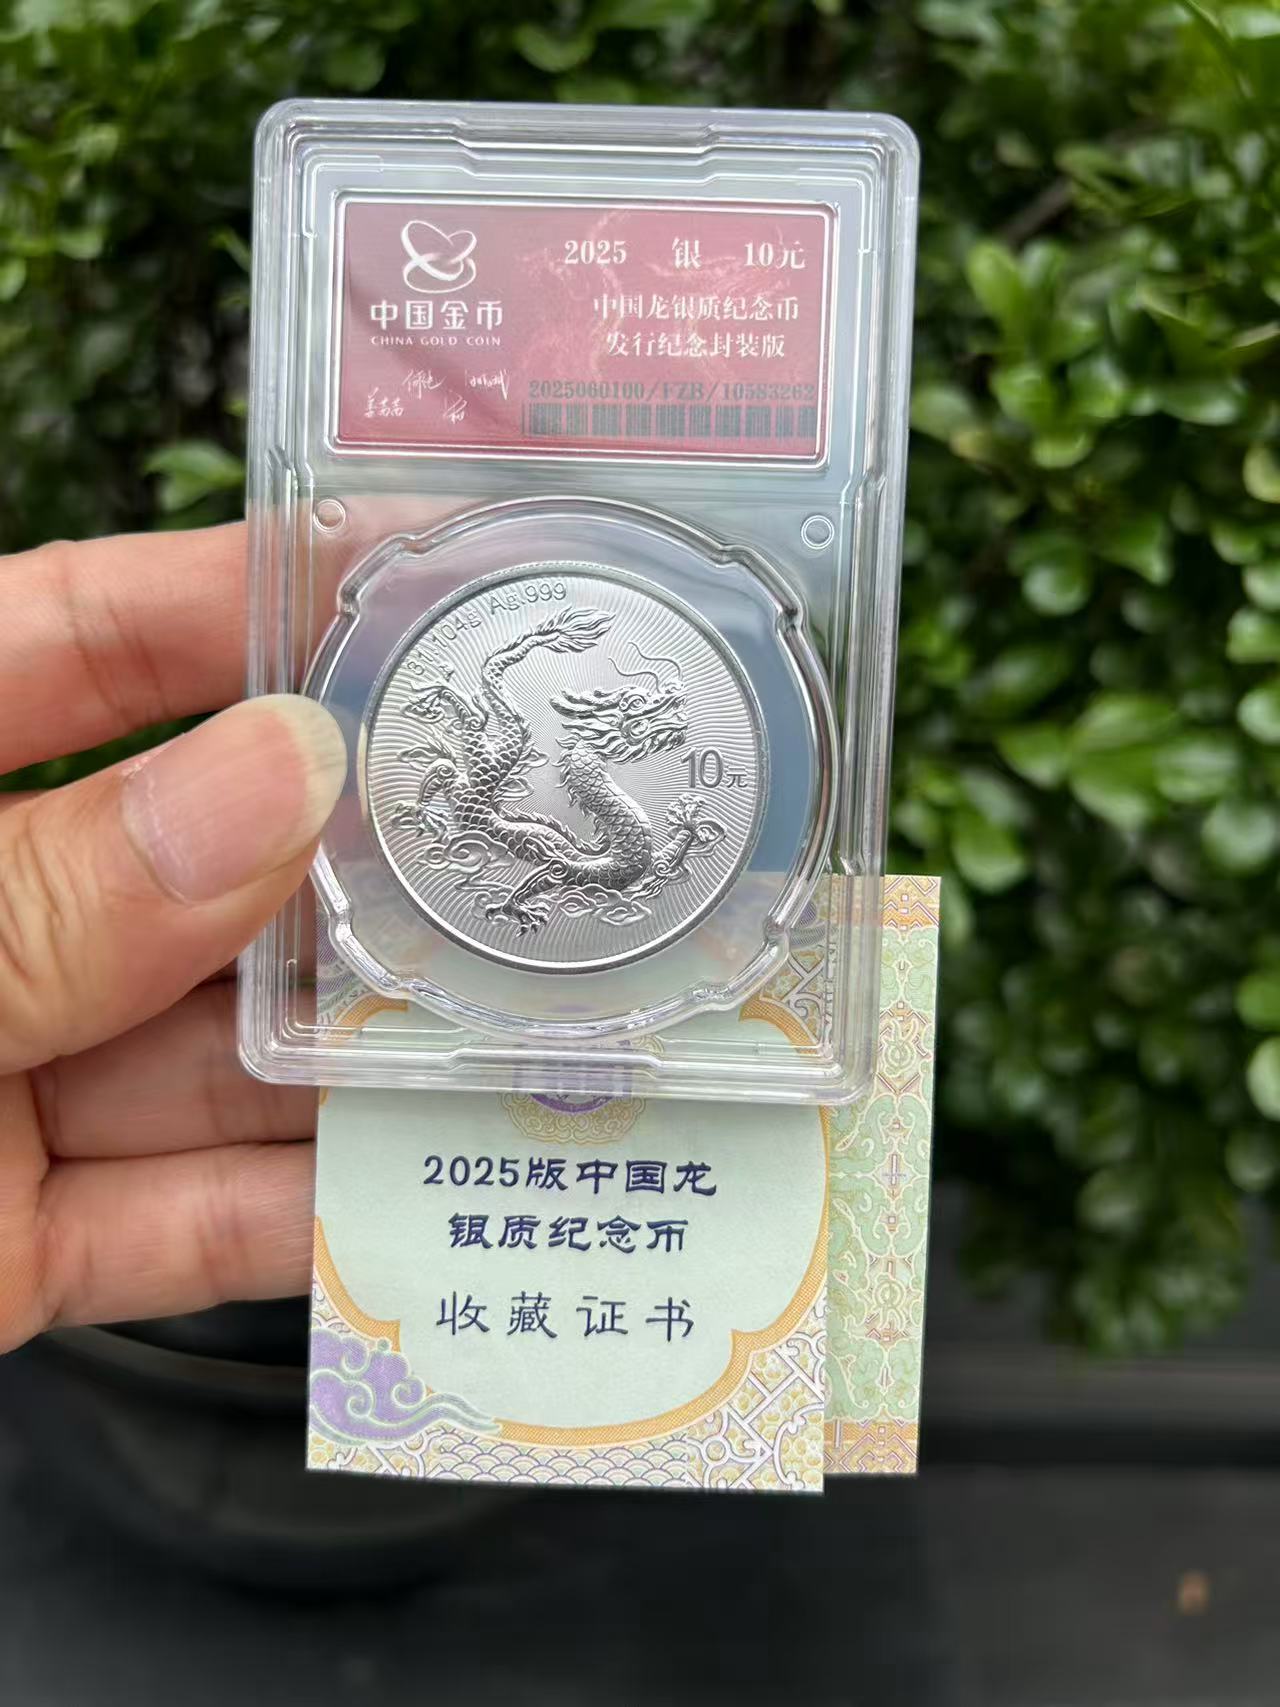 中国金币
CHINA GOLD COIN
2025 银 10元
中国龙银质纪念币
发行纪念封装版
2025060100/FZB/10583262
31.104g Ag.999
10元
2025版中国龙
银质纪念币
收藏证书